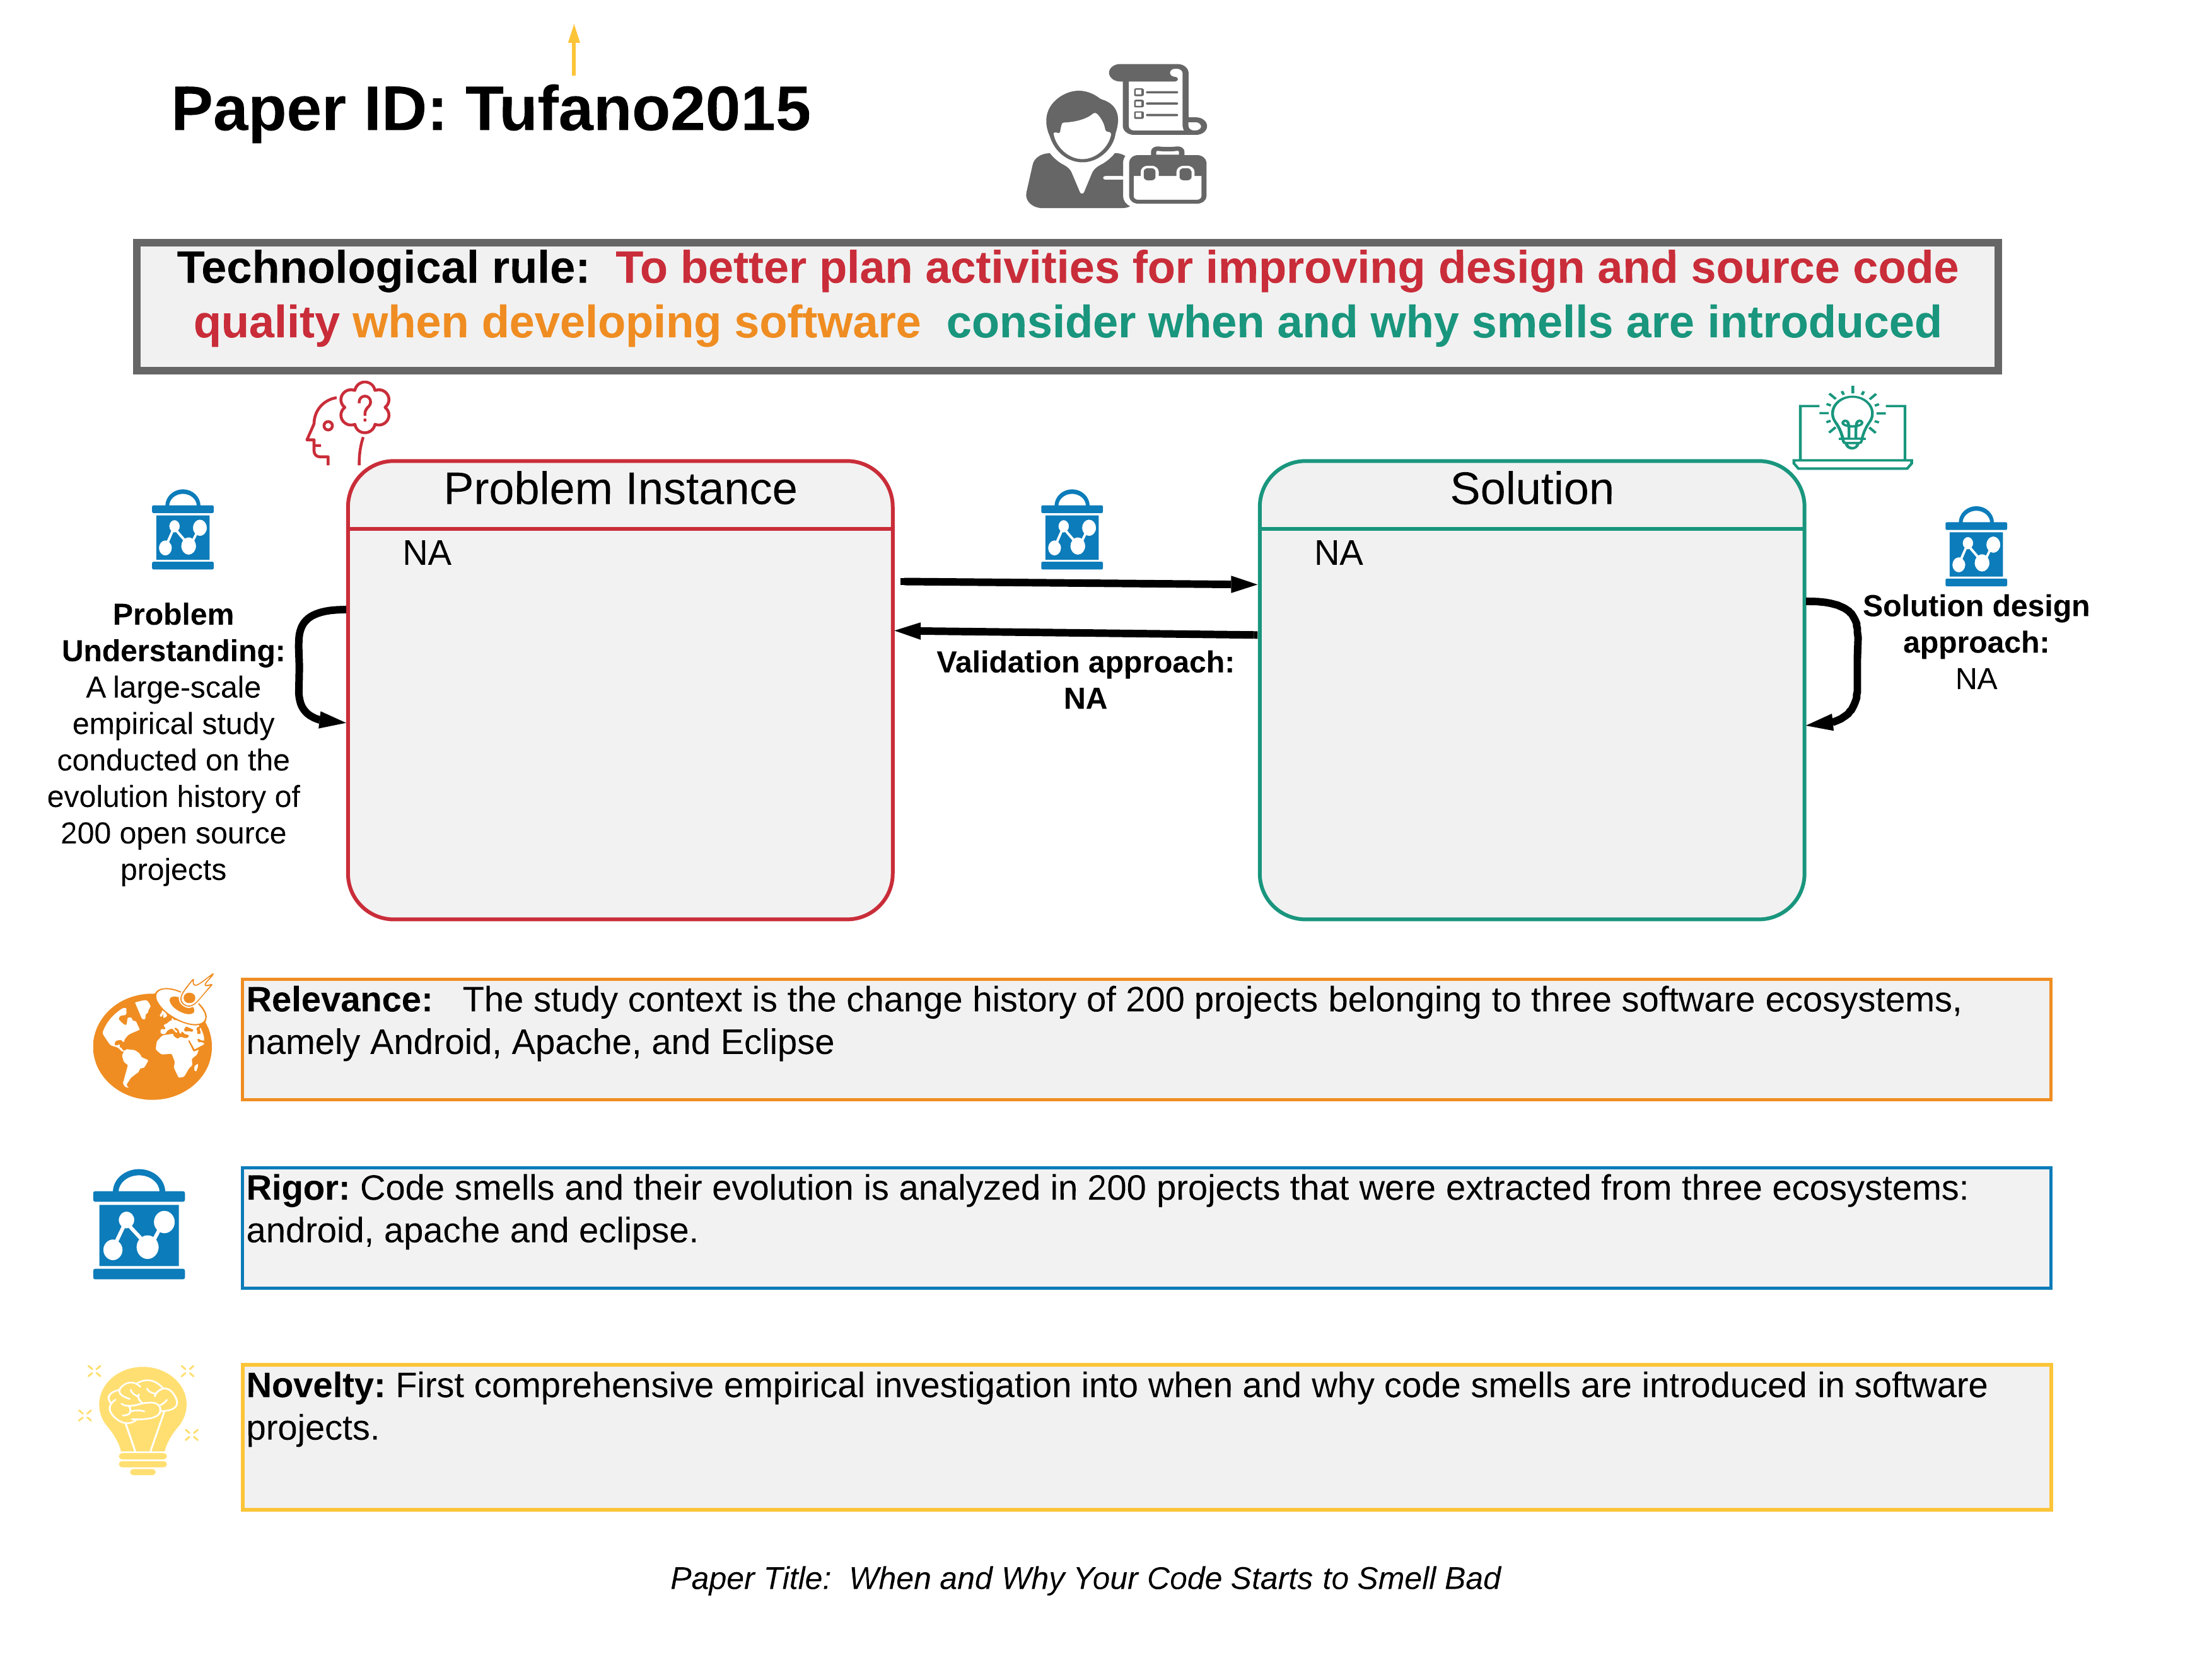 Paper ID: Tufano2015
Technological rule: To better plan activities for improving design and source code
quality when developing software consider when and why smells are introduced
?
Problem Instance
NA
Solution
NA
Problem
Understanding:
A large-scale
empirical study
conducted on the
evolution history of
200 open source
projects
Validation approach:
NA
Solution design
approach:
NA
Relevance: The study context is the change history of 200 projects belonging to three software ecosystems,
namely Android, Apache, and Eclipse
Rigor: Code smells and their evolution is analyzed in 200 projects that were extracted from three ecosystems:
android, apache and eclipse.
Novelty: First comprehensive empirical investigation into when and why code smells are introduced in software
projects.
Paper Title: When and Why Your Code Starts to Smell Bad